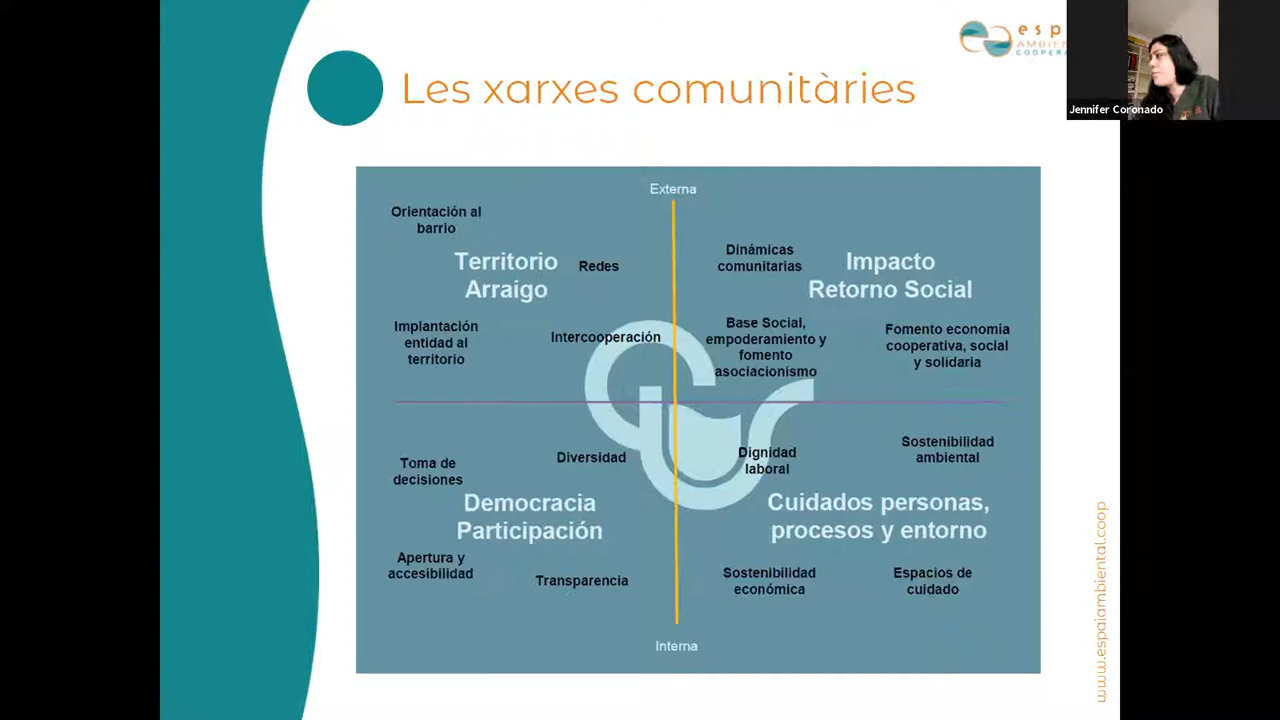 esp
AMBIEN
COOPERA
Jennifer Coronado
Les xarxes comunitàries
Externa
Orientación al
barrio
Territorio
Arraigo
Redes
Implantación
entidad al
territorio
Intercooperación
Dinámicas
comunitarias
Impacto
Retorno Social
Base Social,
empoderamiento y
fomento
asociacionismo
Fomento economía
cooperativa, social
y solidaria
Toma de
decisiones
Diversidad
Democracia
Participación
Apertura y
accesibilidad
Transparencia
Dignidad
laboral
Sostenibilidad
ambiental
Cuidados personas,
procesos y entorno
Sostenibilidad
económica
Espacios de
cuidado
Interna
www.espaiambiental.coop